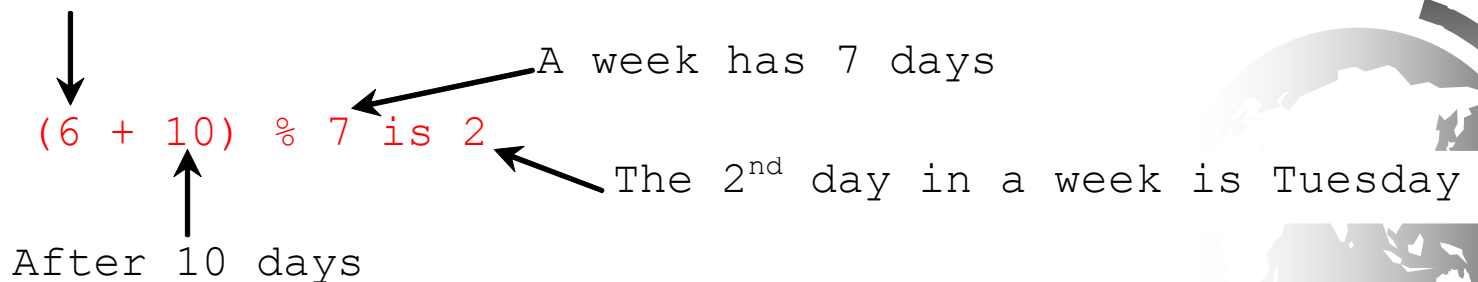 A week has 7 days
(6 + 10) % 7 is 2
The 2nd day in a week is Tuesday
After 10 days